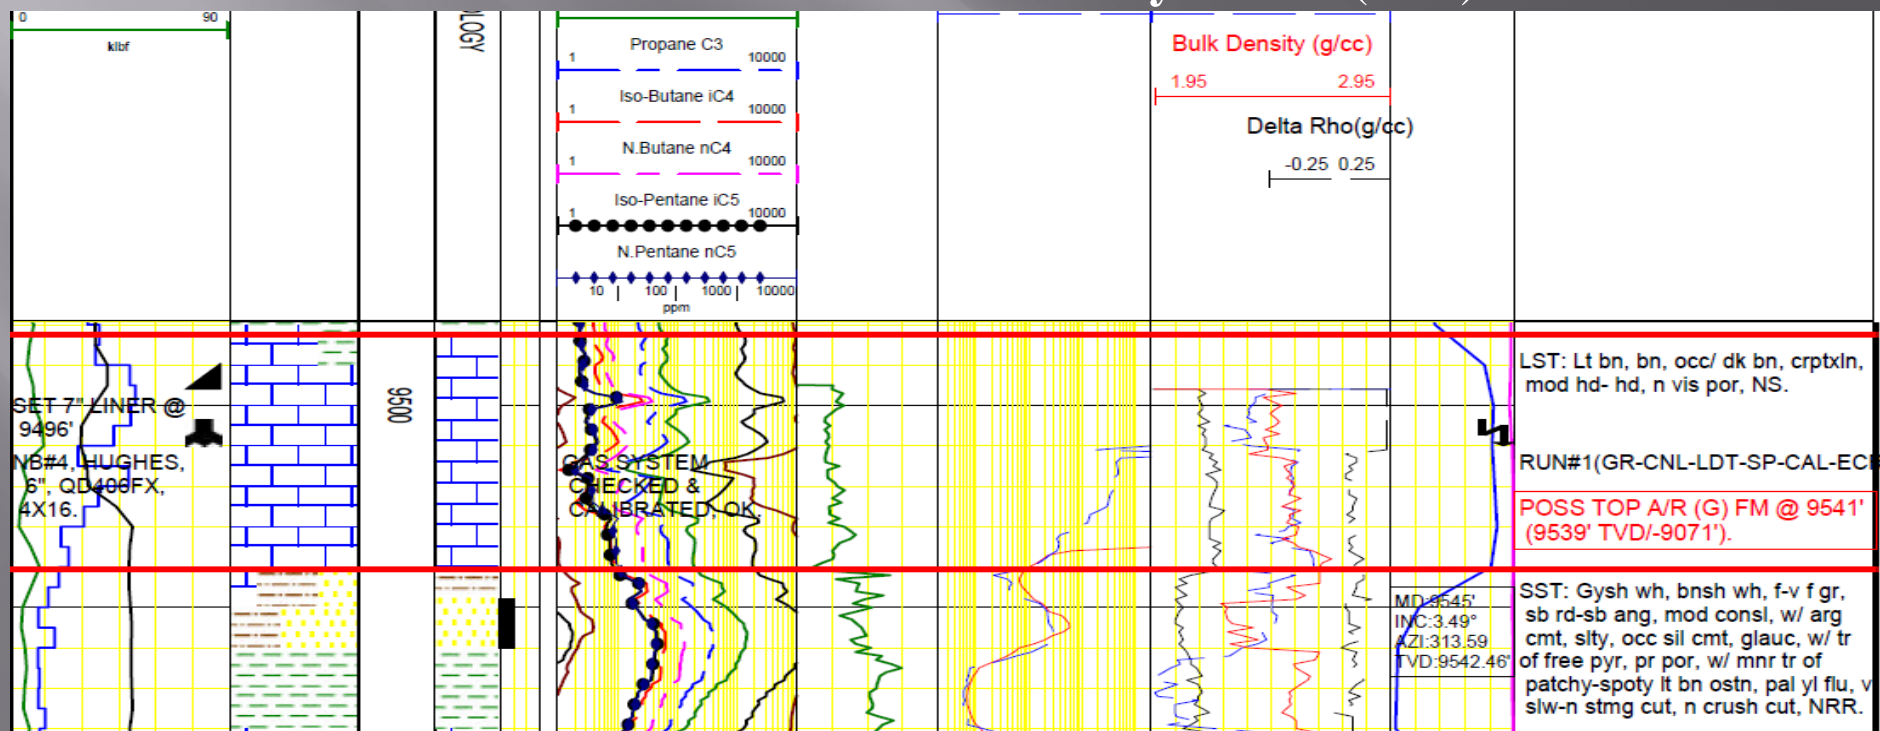 0 90
klbf
Propane C3
1 10000
Iso-Butane iC4
1 10000
N.Butane nC4
1 10000
Iso-Pentane iC5
1 10000
N.Pentane nC5
10 100 1000 10000
ppm
Bulk Density (g/cc)
1.95 2.95
Delta Rho(g/cc)
-0.25 0.25
SET 7" LINER @
9496'
NB#4, HUGHES,
6", QD406FX,
4X16.
9500
GAS SYSTEM
CHECKED &
CALIBRATED, OK.
LST: Lt bn, bn, occ/ dk bn, crptxln,
mod hd- hd, n vis por, NS.
RUN#1(GR-CNL-LDT-SP-CAL-ECR
POSS TOP A/R (G) FM @ 9541'
(9539' TVD/-9071').
MD:9545'
INC:3.49°
AZI:313.59
TVD:9542.46'
SST: Gysh wh, bnsh wh, f-v f gr,
sb rd-sb ang, mod consl, w/ arg
cmt, slty, occ sil cmt, glauc, w/ tr
of free pyr, pr por, w/ mnr tr of
patchy-spoty lt bn ostn, pal yl flu, v
slw-n stmg cut, n crush cut, NRR.